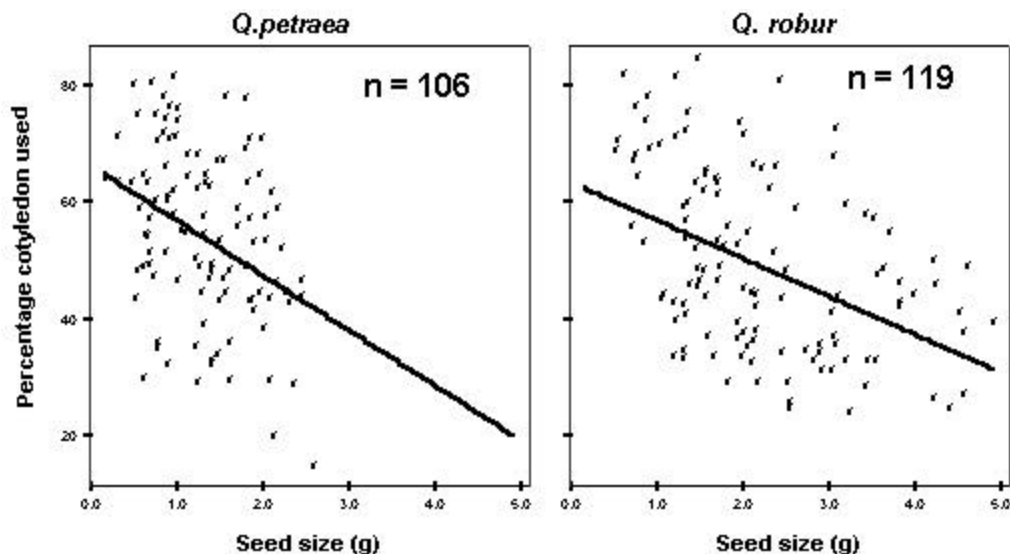 Q.petraea
Q. robur
n = 106
n = 119
Percentage cotyledon used
80
60
40
20
0.0 1.0 2.0 3.0 4.0 5.0
0.0 1.0 2.0 3.0 4.0 5.0
Seed size (g)
Seed size (g)